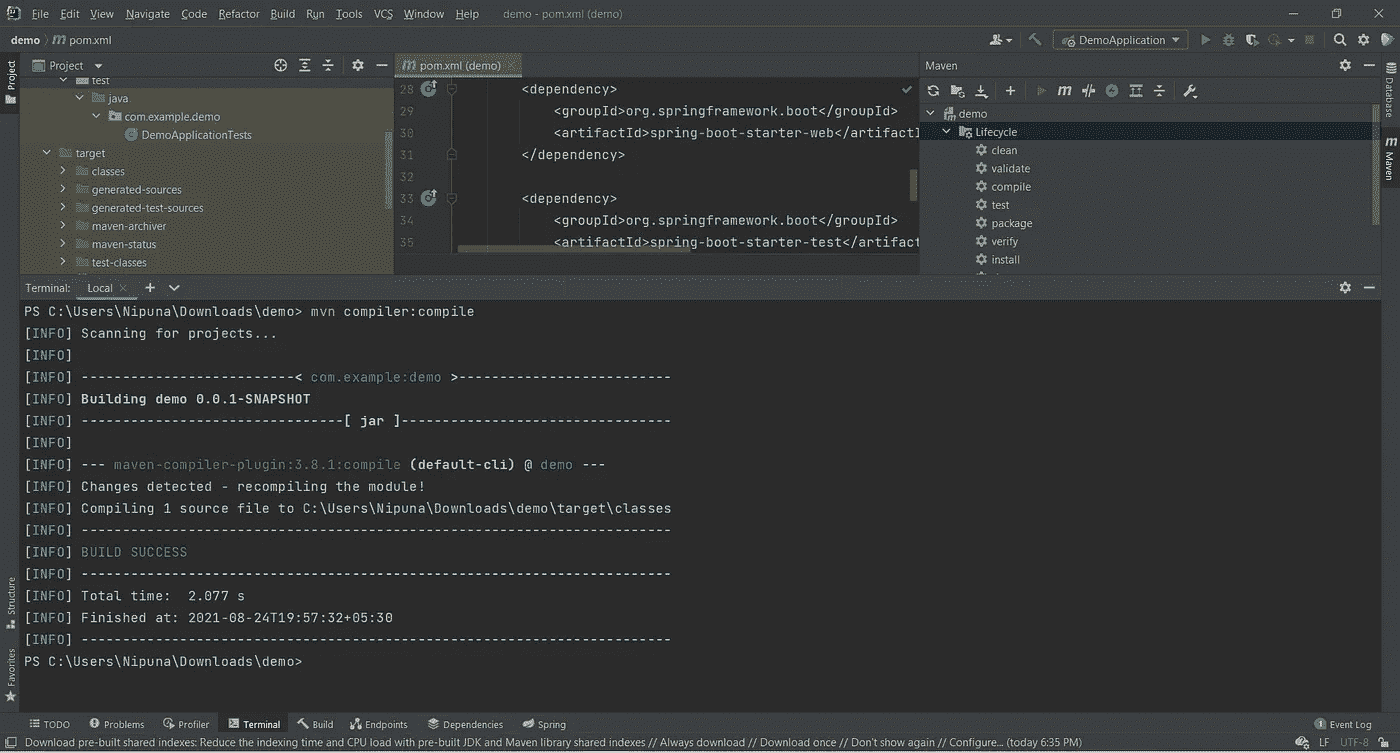 File Edit View Navigate Code Refactor Build Run Tools VCS Window Help demo - pom.xml (demo)
demo pom.xml DemoApplication
Project
Project
test
java
com.example.demo
DemoApplicationTests
target
classes
generated-sources
generated-test-sources
maven-archiver
maven-status
test-classes
pom.xml (demo)
28 <dependency>
29 <groupId>org.springframework.boot</groupId>
30 <artifactId>spring-boot-starter-web</artifactI
31 </dependency>
32
33 <dependency>
34 <groupId>org.springframework.boot</groupId>
35 <artifactId>spring-boot-starter-test</artifact
Maven
demo
Lifecycle
clean
validate
compile
test
package
verify
install
Database
Maven
Terminal: Local
PS C:\Users\Nipuna\Downloads\demo> mvn compiler:compile
[INFO] Scanning for projects...
[INFO]
[INFO] --------------------------< com.example:demo >--------------------------
[INFO] Building demo 0.0.1-SNAPSHOT
[INFO] --------------------------------[ jar ]---------------------------------
[INFO]
[INFO] --- maven-compiler-plugin:3.8.1:compile (default-cli) @ demo ---
[INFO] Changes detected - recompiling the module!
[INFO] Compiling 1 source file to C:\Users\Nipuna\Downloads\demo\target\classes
[INFO] ------------------------------------------------------------------------
[INFO] BUILD SUCCESS
[INFO] ------------------------------------------------------------------------
[INFO] Total time:  2.077 s
[INFO] Finished at: 2021-08-24T19:57:32+05:30
[INFO] ------------------------------------------------------------------------
PS C:\Users\Nipuna\Downloads\demo>
Structure
Favorites
TODO Problems Profiler Terminal Build Endpoints Dependencies Spring 1 Event Log
Download pre-built shared indexes: Reduce the indexing time and CPU load with pre-built JDK and Maven library shared indexes // Always download // Download once // Don't show again // Configure... (today 6:35 PM) LF UTF-8